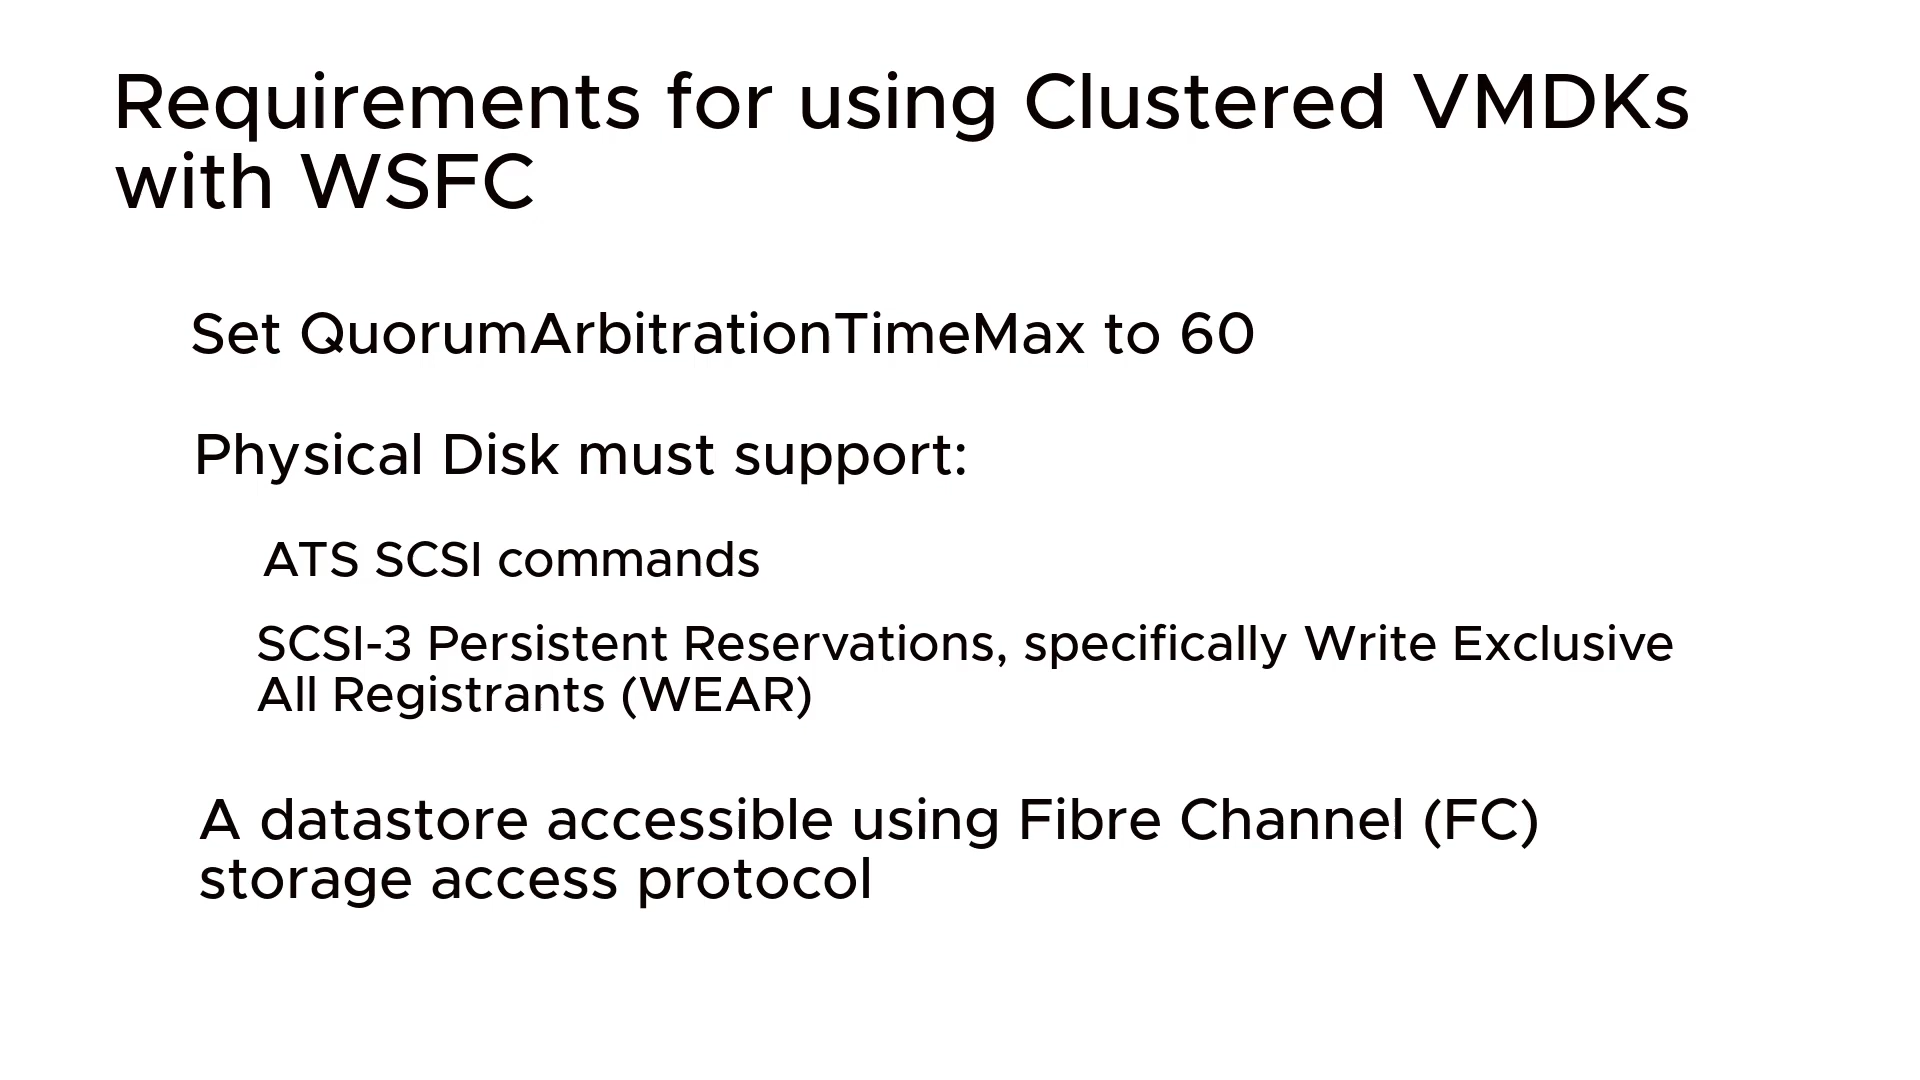 Requirements for using Clustered VMDKs
with WSFC
Set QuorumArbitrationTimeMax to 60
Physical Disk must support:
ATS SCSI commands
SCSI-3 Persistent Reservations, specifically Write Exclusive
All Registrants (WEAR)
A datastore accessible using Fibre Channel (FC)
storage access protocol